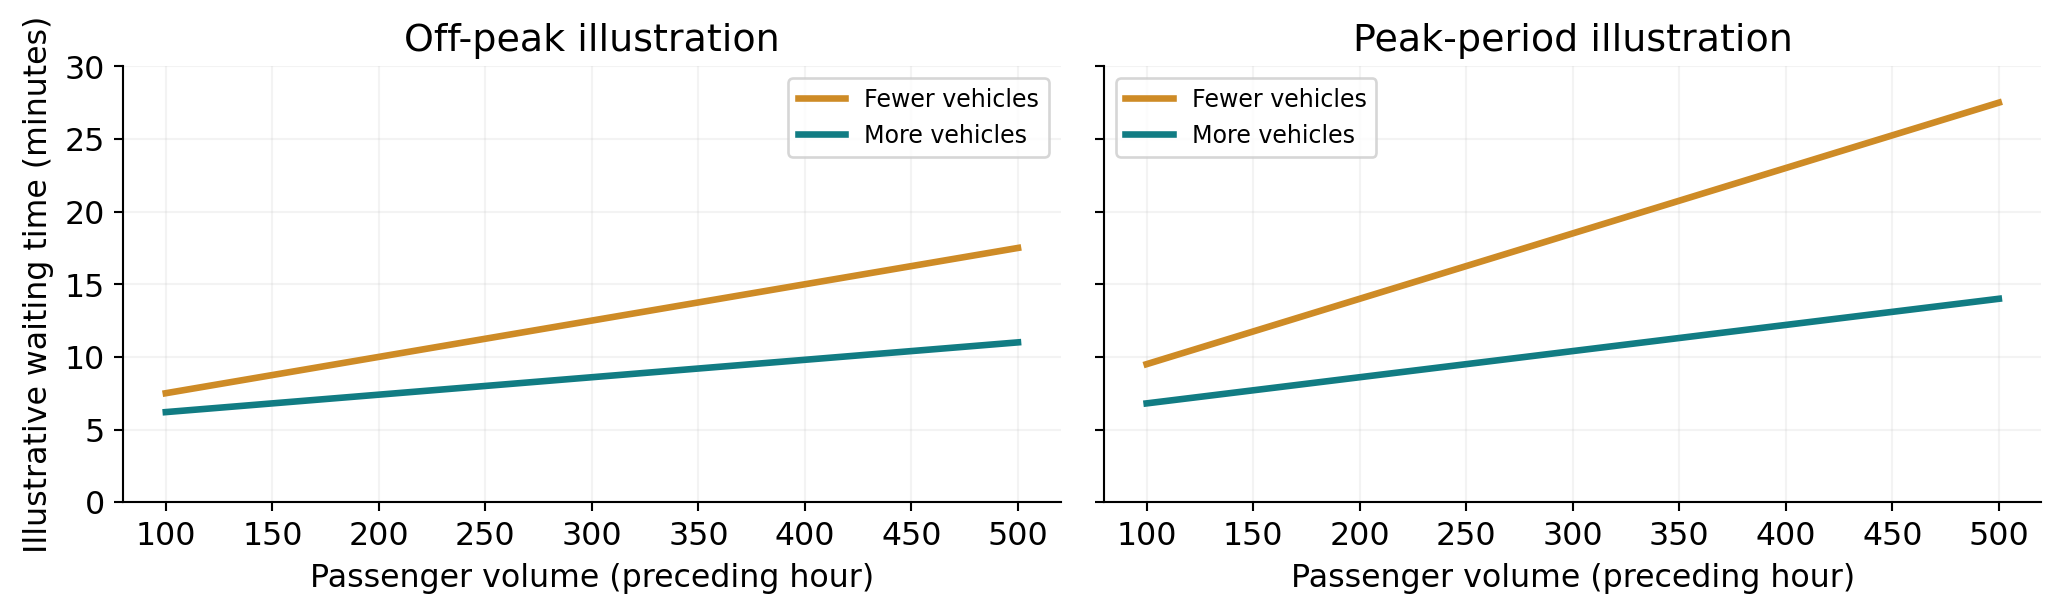 Off-peak illustration
Illustrative waiting time (minutes)
30
25
20
15
10
5
0
Fewer vehicles
More vehicles
100 150 200 250 300 350 400 450 500
Passenger volume (preceding hour)
Peak-period illustration
Fewer vehicles
More vehicles
100 150 200 250 300 350 400 450 500
Passenger volume (preceding hour)